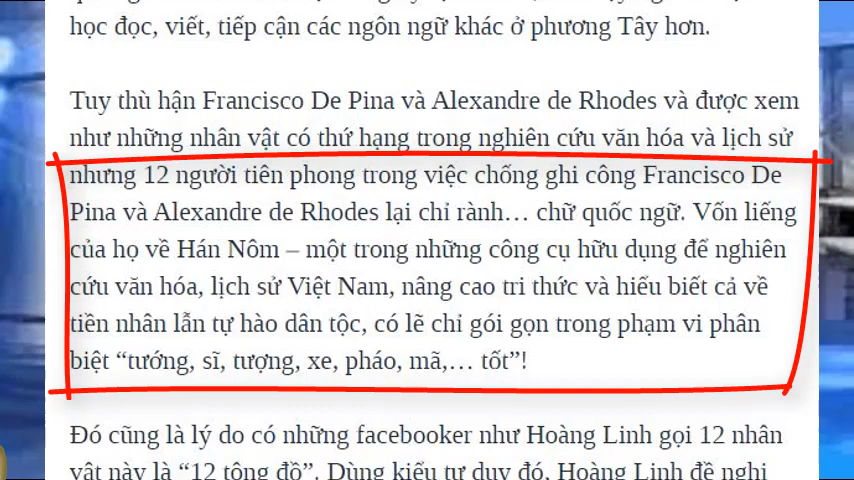 học đọc, viết, tiếp cận các ngôn ngữ khác ở phương Tây hơn.
Tuy thù hận Francisco De Pina và Alexandre de Rhodes và được xem
như những nhân vật có thứ hạng trong nghiên cứu văn hóa và lịch sử
nhưng 12 người tiên phong trong việc chống ghi công Francisco De
Pina và Alexandre de Rhodes lại chỉ rành… chữ quốc ngữ. Vốn liếng
của họ về Hán Nôm – một trong những công cụ hữu dụng để nghiên
cứu văn hóa, lịch sử Việt Nam, nâng cao tri thức và hiểu biết cả về
tiền nhân lẫn tự hào dân tộc, có lẽ chỉ gói gọn trong phạm vi phân
biệt “tướng, sĩ, tượng, xe, pháo, mã,… tốt”!
Đó cũng là lý do có những facebooker như Hoàng Linh gọi 12 nhân
vật này là “12 tông đồ”. Dùng kiểu tư duy đó, Hoàng Linh đề nghị